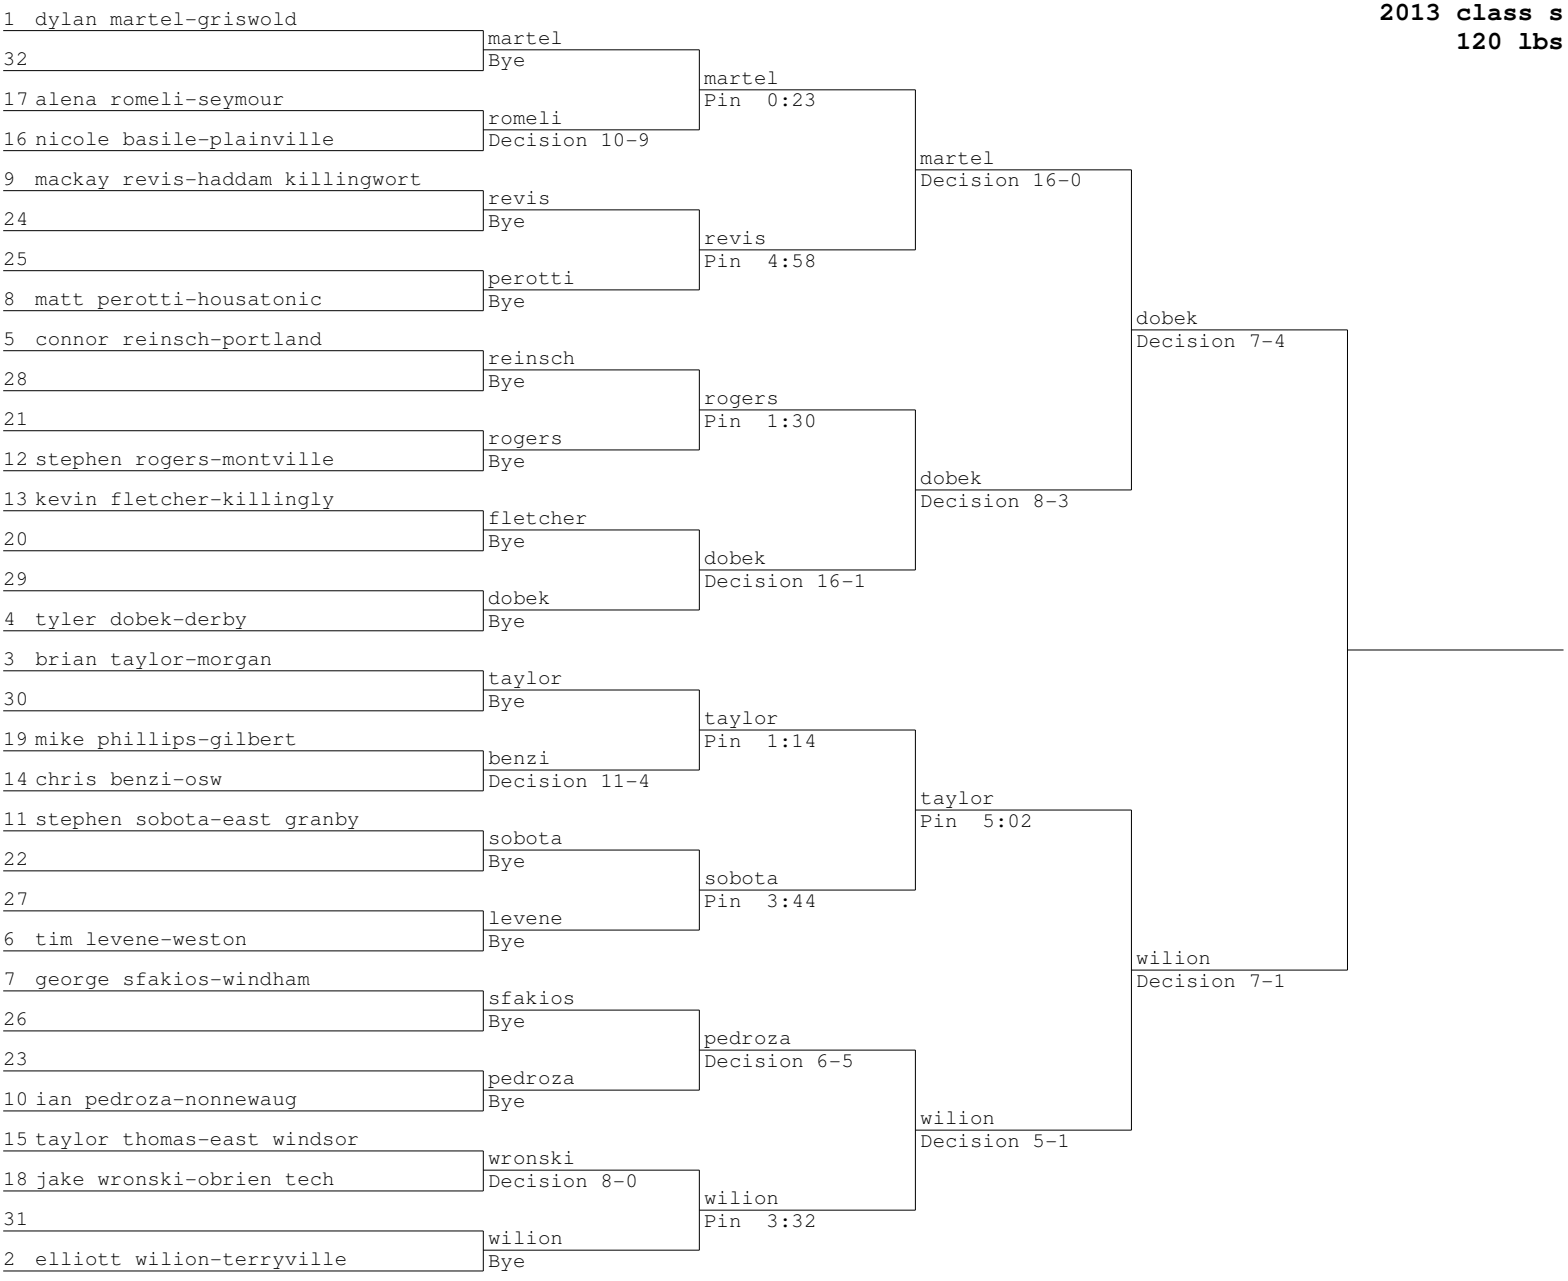 2013 class s
120 lbs
1 dylan martel-griswold
32
17 alena romeli-seymour
16 nicole basile-plainville
9 mackay revis-haddam killingwort
24
25
8 matt perotti-housatonic
5 connor reinsch-portland
28
21
12 stephen rogers-montville
13 kevin fletcher-killingly
20
29
4 tyler dobek-derby
3 brian taylor-morgan
30
19 mike phillips-gilbert
14 chris benzi-osw
11 stephen sobota-east granby
22
27
6 tim levene-weston
7 george sfakios-windham
26
23
10 ian pedroza-nonnewaug
15 taylor thomas-east windsor
18 jake wronski-obrien tech
31
2 elliott wilion-terryville
martel
Bye
romeli
Decision 10-9
revis
Bye
perotti
Bye
reinsch
Bye
rogers
Bye
fletcher
Bye
dobek
Bye
taylor
Bye
benzi
Decision 11-4
sobota
Bye
levene
Bye
sfakios
Bye
pedroza
Bye
wronski
Decision 8-0
wilion
Bye
martel
Pin 0:23
revis
Pin 4:58
rogers
Pin 1:30
dobek
Decision 16-1
taylor
Pin 1:14
sobota
Pin 3:44
pedroza
Decision 6-5
wilion
Pin 3:32
martel
Decision 16-0
dobek
Decision 8-3
taylor
Pin 5:02
wilion
Decision 5-1
dobek
Decision 7-4
wilion
Decision 7-1